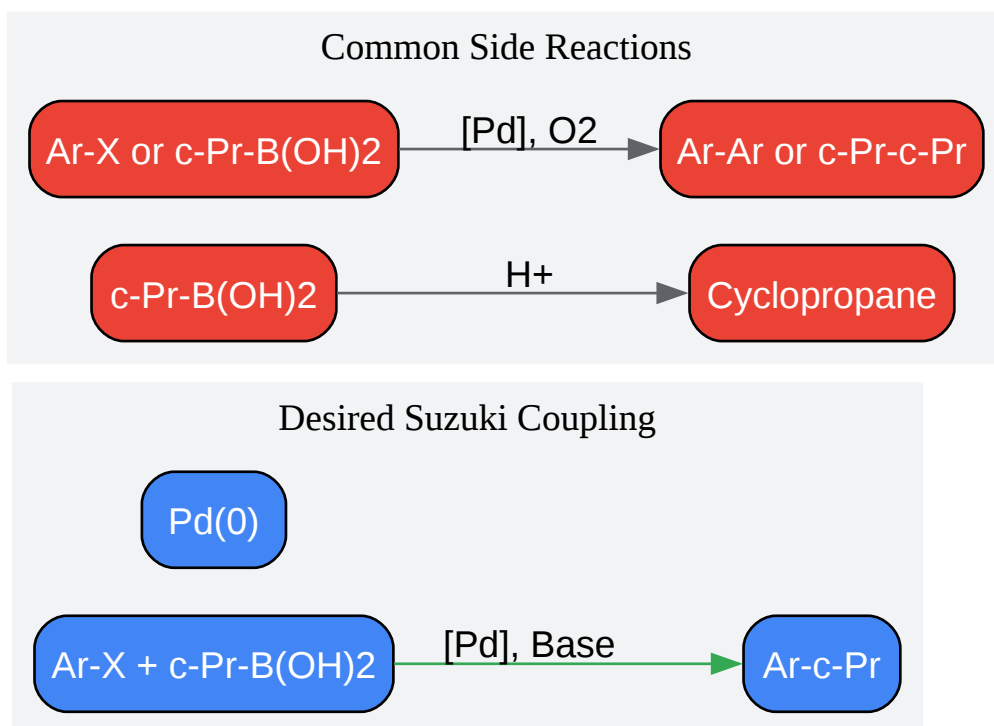 Common Side Reactions
Ar-X or c-Pr-B(OH)2
[Pd], O2
Ar-Ar or c-Pr-c-Pr
c-Pr-B(OH)2
H+
Cyclopropane
Desired Suzuki Coupling
Pd(0)
Ar-X + c-Pr-B(OH)2
[Pd], Base
Ar-c-Pr